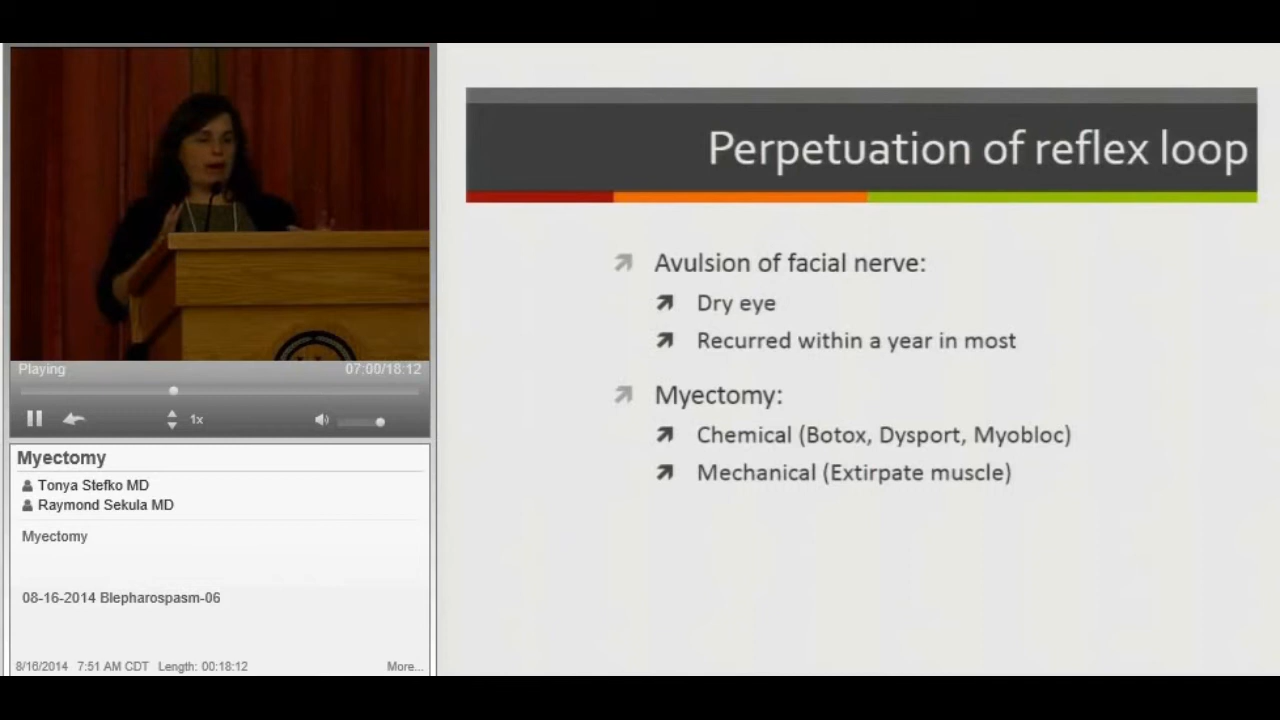 Playing 07:00/18:12
1x
Myectomy
Tonya Stefko MD
Raymond Sekula MD
Myectomy
08-16-2014 Blepharospasm-06
8/16/2014 7:51 AM CDT Length: 00:18:12 More...
Perpetuation of reflex loop
Avulsion of facial nerve:
Dry eye
Recurred within a year in most
Myectomy:
Chemical (Botox, Dysport, Myobloc)
Mechanical (Extirpate muscle)